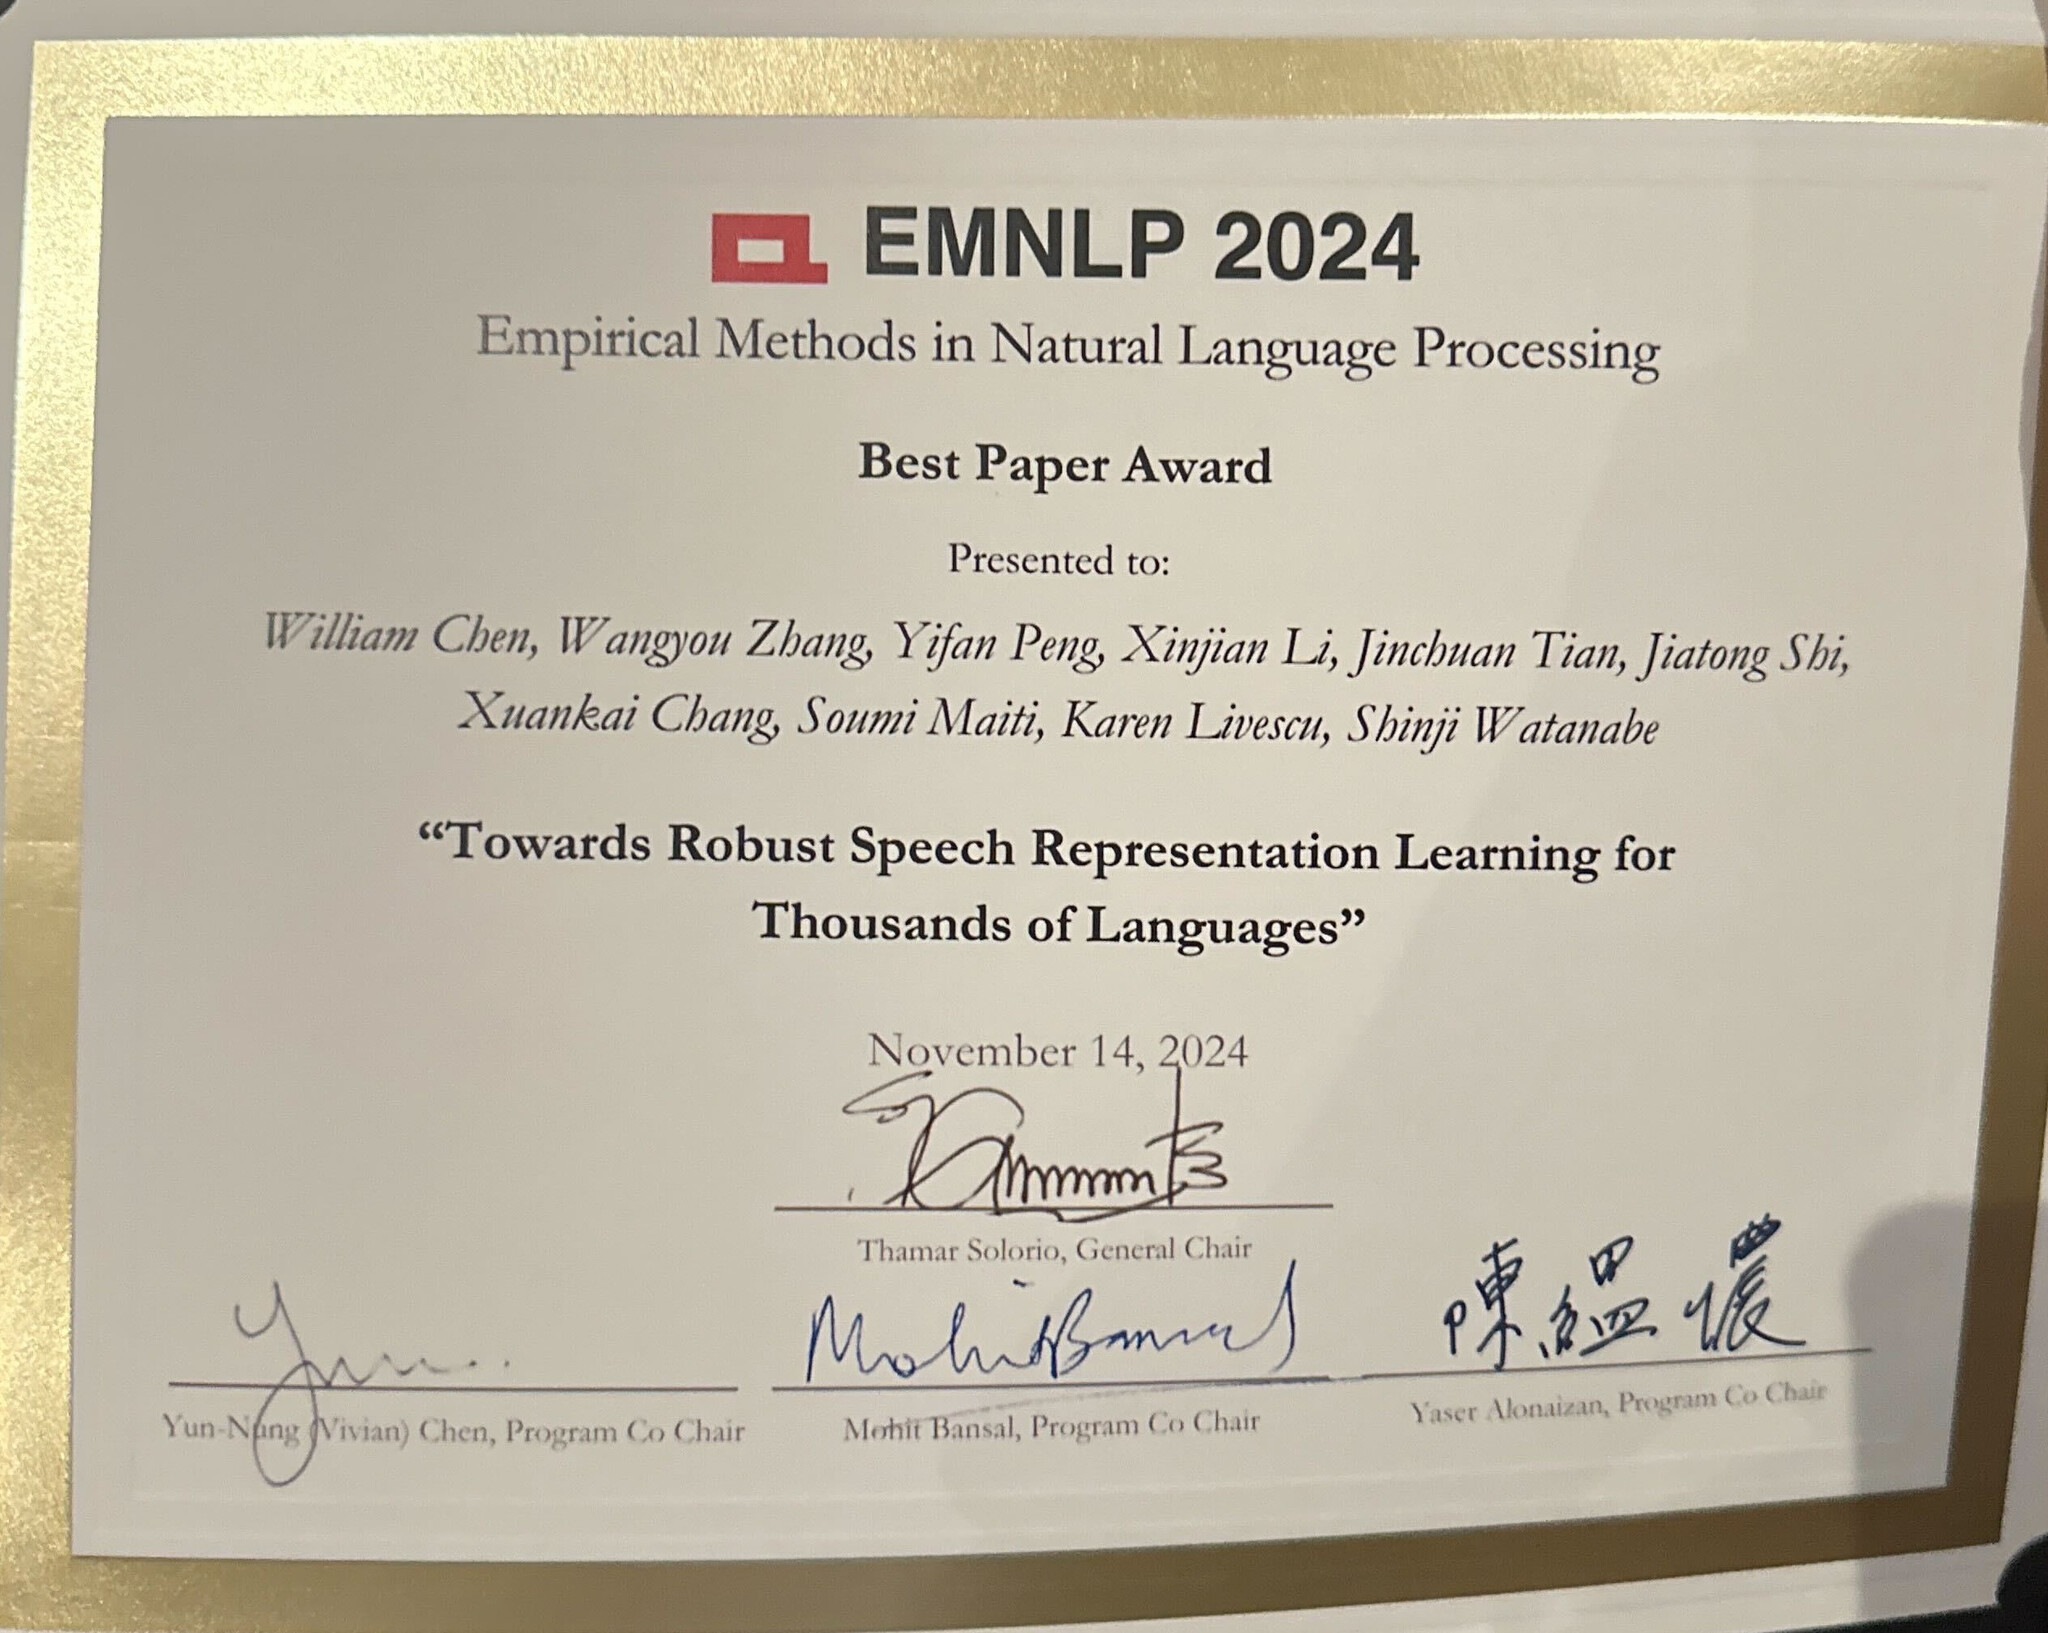 EMNLP 2024
Empirical Methods in Natural Language Processing
Best Paper Award
Presented to:
William Chen, Wangyou Zhang, Yifan Peng, Xinjian Li, Jinchuan Tian, Jiatong Shi,
Xuankai Chang, Soumi Maiti, Karen Livescu, Shinji Watanabe
“Towards Robust Speech Representation Learning for
Thousands of Languages”
November 14, 2024
Thamar Solorio, General Chair
Mohit Bansal
陳縕儂
Yun-Nung (Vivian) Chen, Program Co Chair
Mohit Bansal, Program Co Chair
Yaser Alonaizan, Program Co Chair